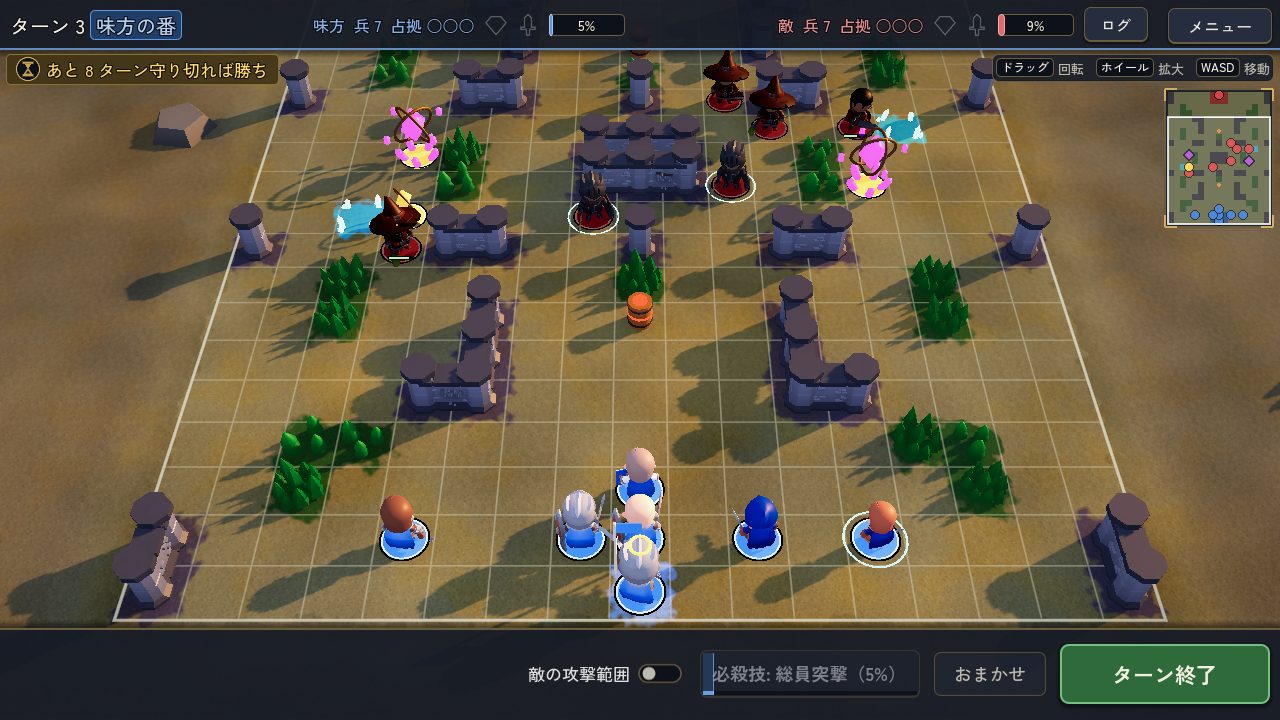 ターン 3 味方の番
味方 兵 7 占拠 ○○○ 5%
敵 兵 7 占拠 ○○○ 9%
ログ
メニュー
あと 8 ターン守り切れば勝ち
ドラッグ 回転 ホイール 拡大 WASD 移動
敵の攻撃範囲
必殺技: 総員突撃 (5%)
おまかせ
ターン終了